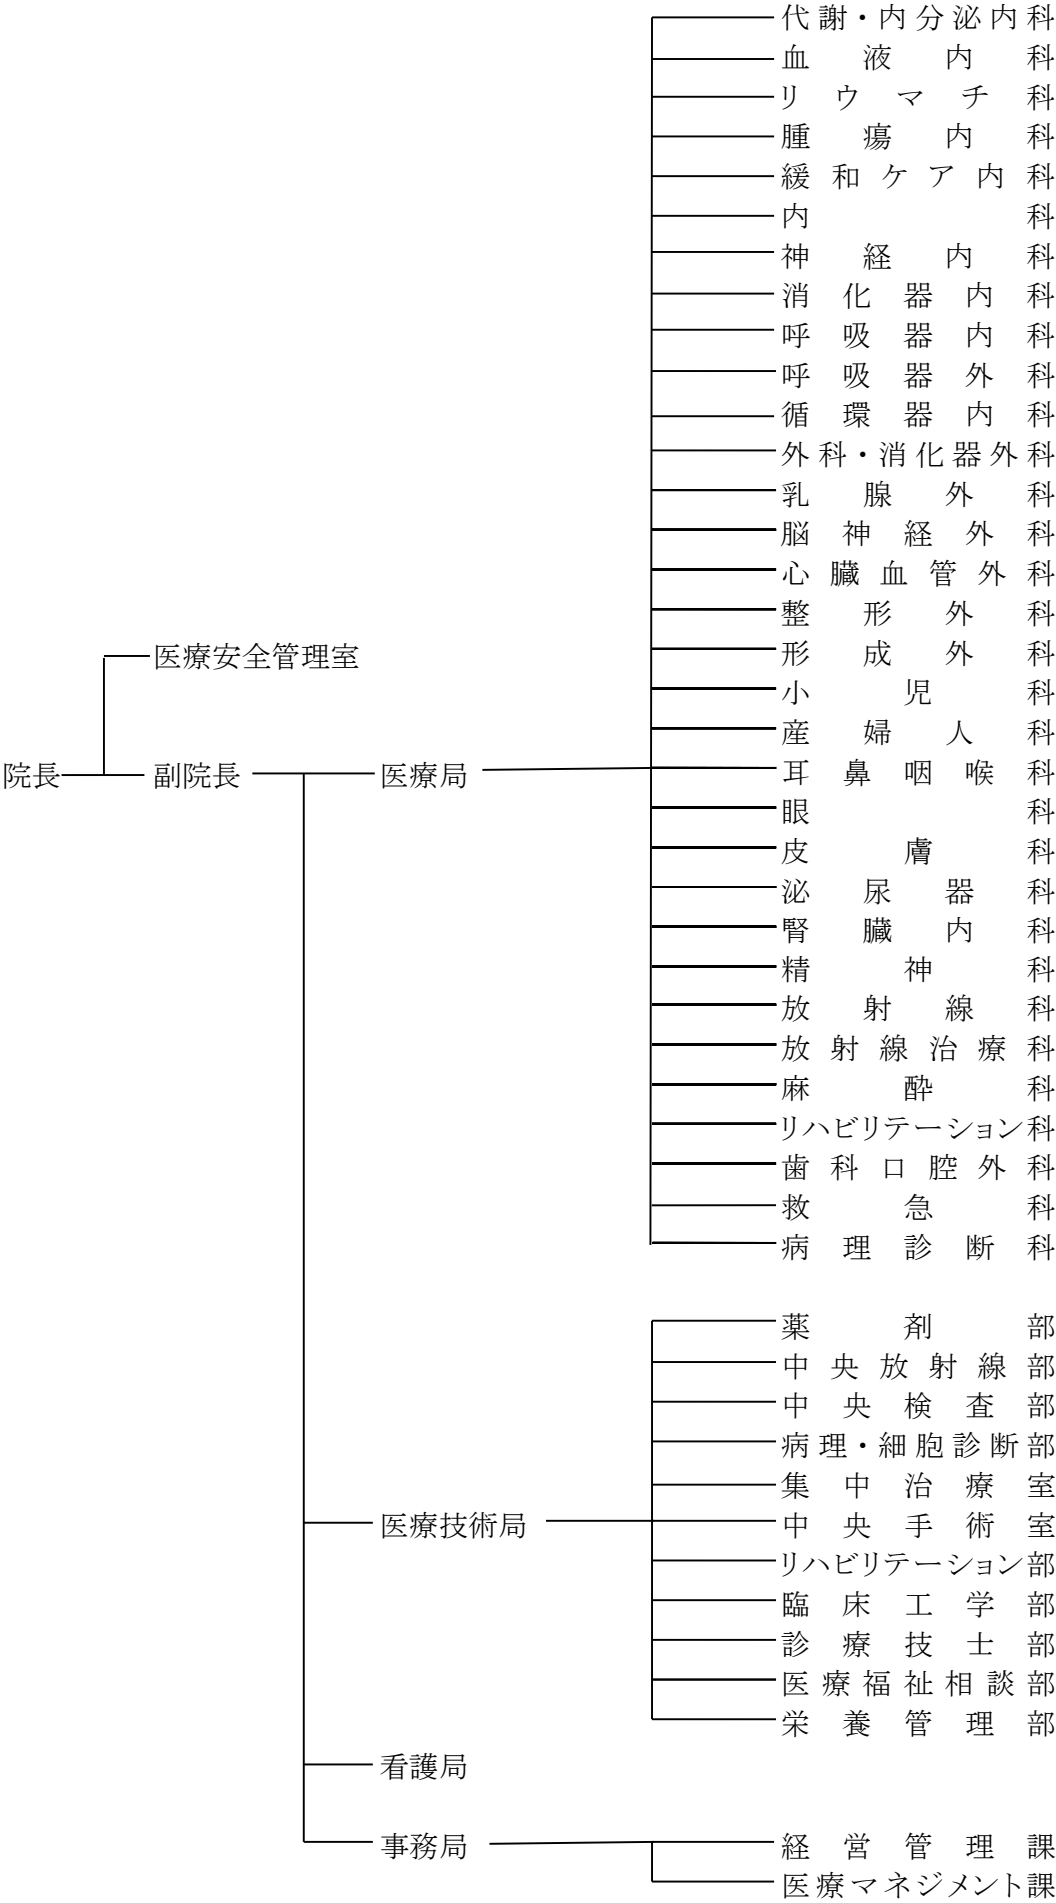 代謝・内分泌内科
血液内科
リウマチ科
腫瘍内科
緩和ケア内科
内科
神経内科
消化器内科
呼吸器内科
呼吸器外科
循環器内科
外科・消化器外科
乳腺外科
脳神経外科
心臓血管外科
整形外科
医療安全管理室
形成外科
小児科
産婦人科
院長 副院長 医療局 耳鼻咽喉科
眼科
皮膚科
泌尿器科
腎臓内科
精神科
放射線科
放射線治療科
麻酔科
リハビリテーション科
歯科口腔外科
救急科
病理診断科
薬剤部
中央放射線部
中央検査部
病理・細胞診断部
集中治療室
医療技術局 中央手術室
リハビリテーション部
臨床工学部
診療技士部
医療福祉相談部
栄養管理部
看護局
事務局 経営管理課
医療マネジメント課